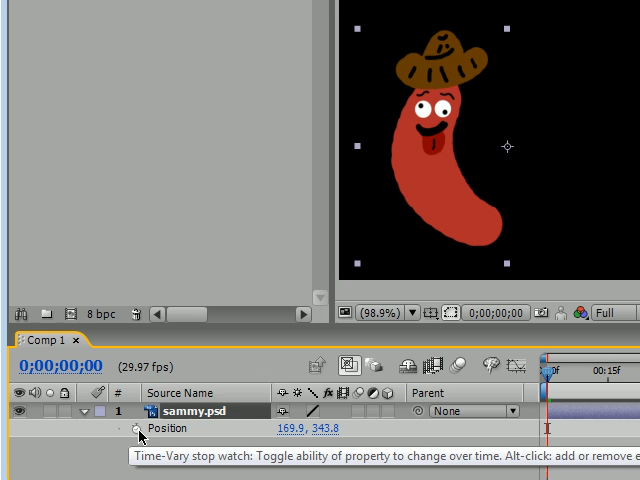 8 bpc
(98.9%)
0;00;00;00
Full
Comp 1 ×
0;00;00;00
(29.97 fps)
00:15f
#
Source Name
fx
Parent
1
sammy.psd
None
Position
169.9, 343.8
Time-Vary stop watch: Toggle ability of property to change over time. Alt-click: add or remove